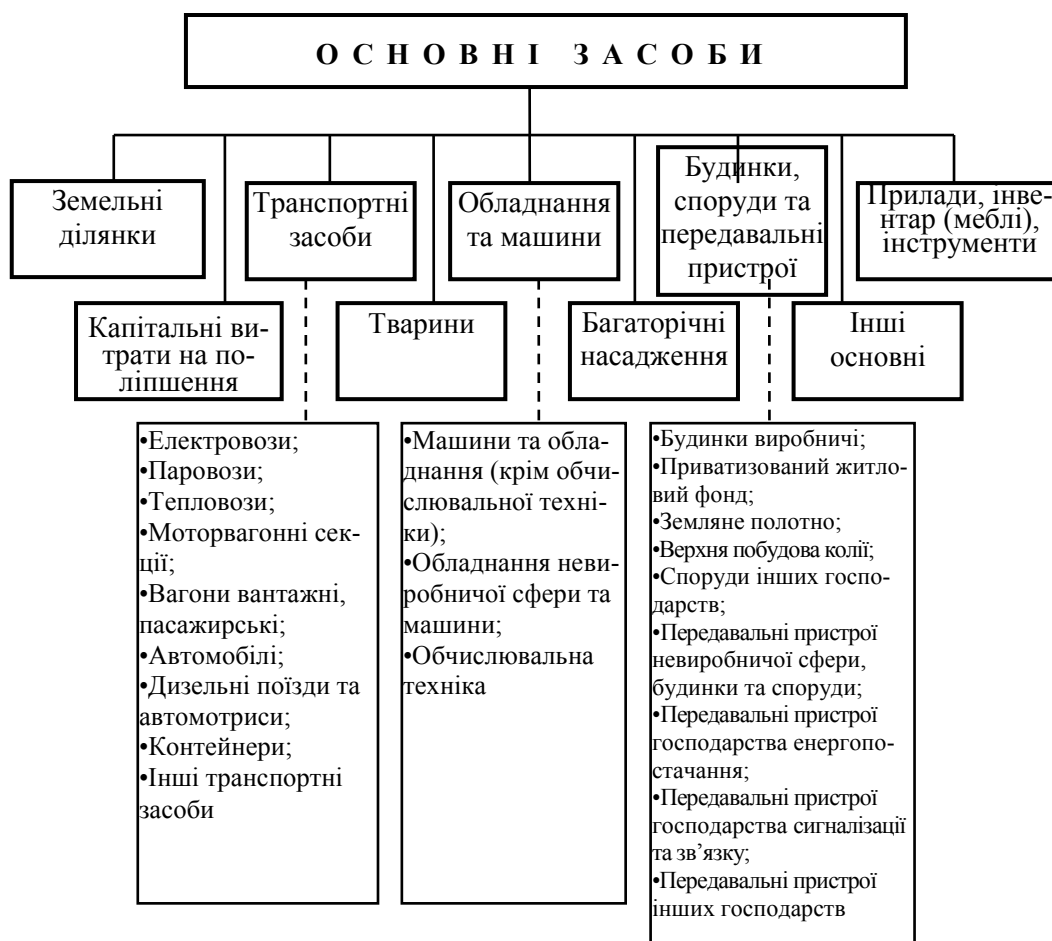 О С Н О В Н І   З А С О Б И
Земельні
ділянки
Транспортні
засоби
Обладнання
та машини
Будинки,
споруди та
передавальні
пристрої
Прилади, інве-
нтар (меблі),
інструменти
Капітальні ви-
трати на по-
ліпшення
Тварини
Багаторічні
насадження
Інші
основні
•Електровози;
•Паровози;
•Тепловози;
•Моторвагонні сек-
ції;
•Вагони вантажні,
пасажирські;
•Автомобілі;
•Дизельні поїзди та
автомотриси;
•Контейнери;
•Інші транспортні
засоби
•Машини та обла-
днання (крім обчи-
слювальної техні-
ки);
•Обладнання неви-
робничої сфери та
машини;
•Обчислювальна
техніка
•Будинки виробничі;
•Приватизований житло-
вий фонд;
•Земляне полотно;
•Верхня побудова колії;
•Споруди інших госпо-
дарств;
•Передавальні пристрої
невиробничої сфери,
будинки та споруди;
•Передавальні пристрої
господарства енергопо-
стачання;
•Передавальні пристрої
господарства сигналізації
та зв’язку;
•Передавальні пристрої
інших господарств